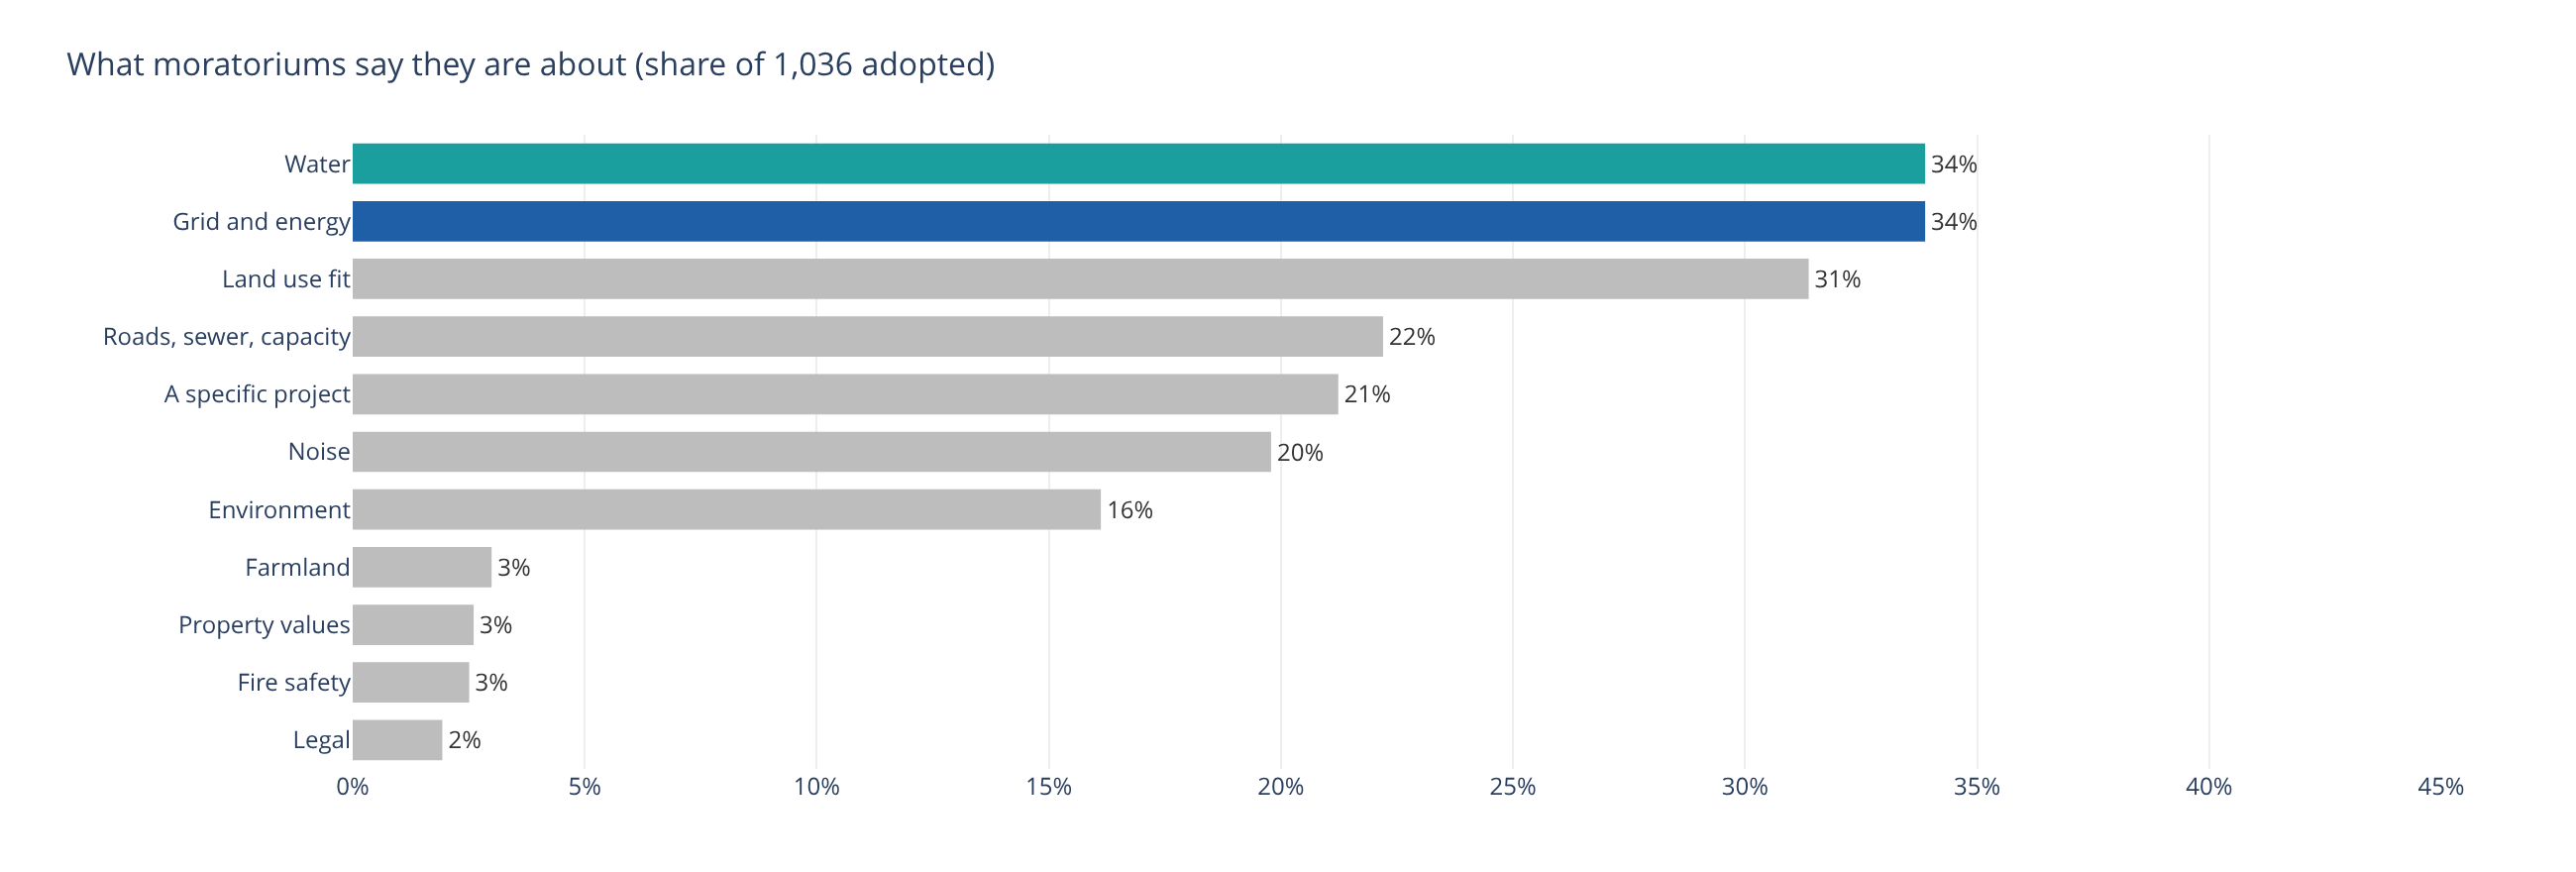 What moratoriums say they are about (share of 1,036 adopted)
Water 34%
Grid and energy 34%
Land use fit 31%
Roads, sewer, capacity 22%
A specific project 21%
Noise 20%
Environment 16%
Farmland 3%
Property values 3%
Fire safety 3%
Legal 2%
0% 5% 10% 15% 20% 25% 30% 35% 40% 45%